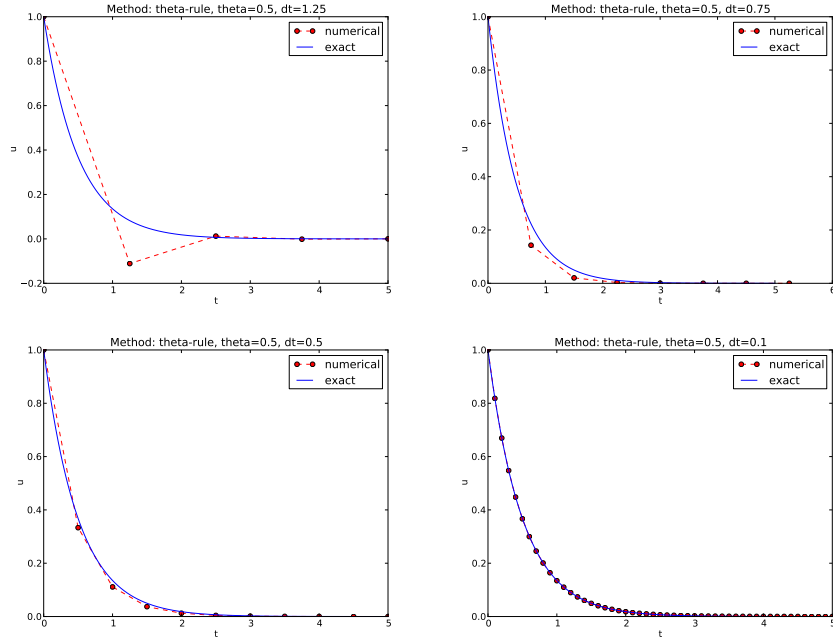 Method: theta-rule, theta=0.5, dt=1.25
numerical
exact
1.0
0.8
0.6
0.4
0.2
0.0
−0.2
u
0 1 2 3 4 5
t
Method: theta-rule, theta=0.5, dt=0.75
numerical
exact
1.0
0.8
0.6
0.4
0.2
0.0
u
0 1 2 3 4 5 6
t
Method: theta-rule, theta=0.5, dt=0.5
numerical
exact
1.0
0.8
0.6
0.4
0.2
0.0
u
0 1 2 3 4 5
t
Method: theta-rule, theta=0.5, dt=0.1
numerical
exact
1.0
0.8
0.6
0.4
0.2
0.0
u
0 1 2 3 4 5
t